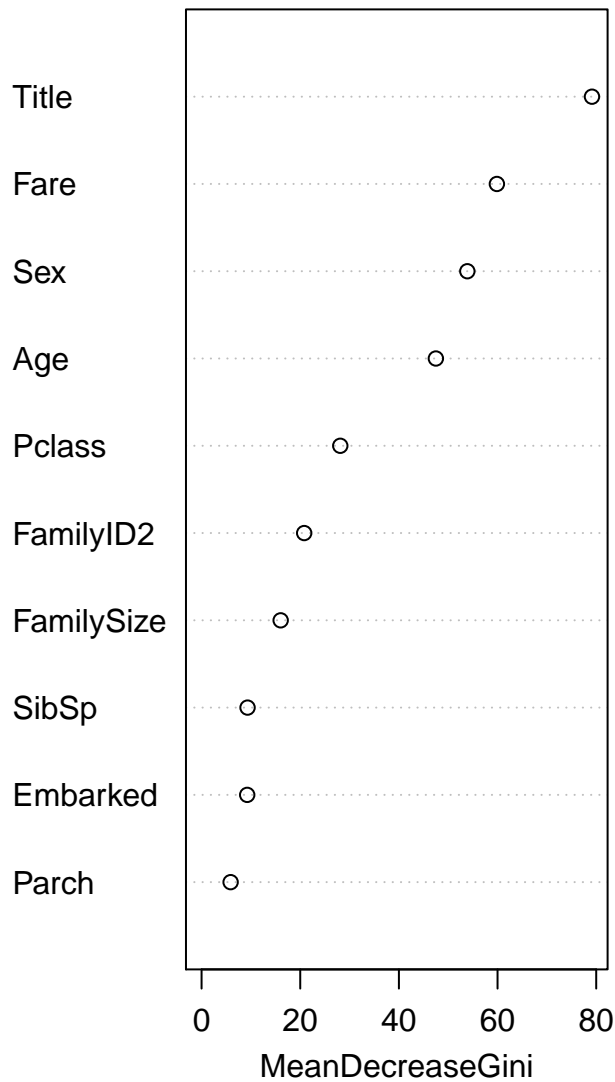 Title
Fare
Sex
Age
Pclass
FamilyID2
FamilySize
SibSp
Embarked
Parch
0 20 40 60 80
MeanDecreaseGini